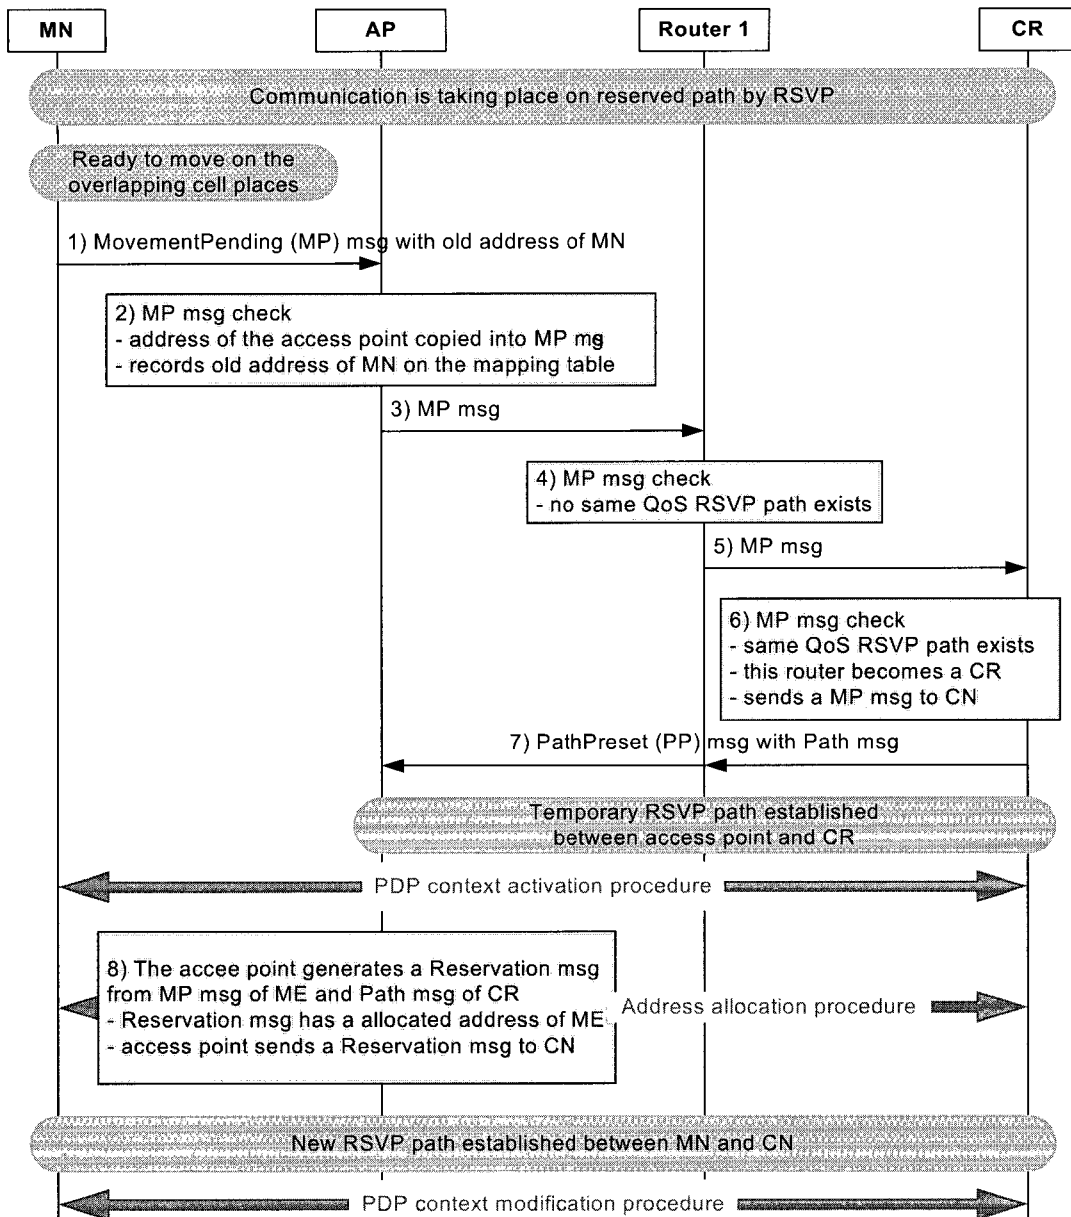 MN
AP
Router 1
CR
Communication is taking place on reserved path by RSVP
Ready to move on the
overlapping cell places
1) MovementPending (MP) msg with old address of MN
2) MP msg check
- address of the access point copied into MP msg
- records old address of MN on the mapping table
3) MP msg
4) MP msg check
- no same QoS RSVP path exists
5) MP msg
6) MP msg check
- same QoS RSVP path exists
- this router becomes a CR
- sends a MP msg to CN
7) PathPreset (PP) msg with Path msg
Temporary RSVP path established
between access point and CR
PDP context activation procedure
8) The accee point generates a Reservation msg
from MP msg of ME and Path msg of CR
- Reservation msg has a allocated address of ME
- access point sends a Reservation msg to CN
Address allocation procedure
New RSVP path established between MN and CN
PDP context modification procedure